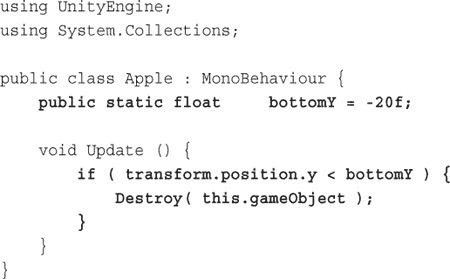 using UnityEngine;
using System.Collections;

public class Apple : MonoBehaviour {
    public static float     bottomY = -20f;

    void Update () {
        if ( transform.position.y < bottomY ) {
            Destroy( this.gameObject );
        }
    }
}